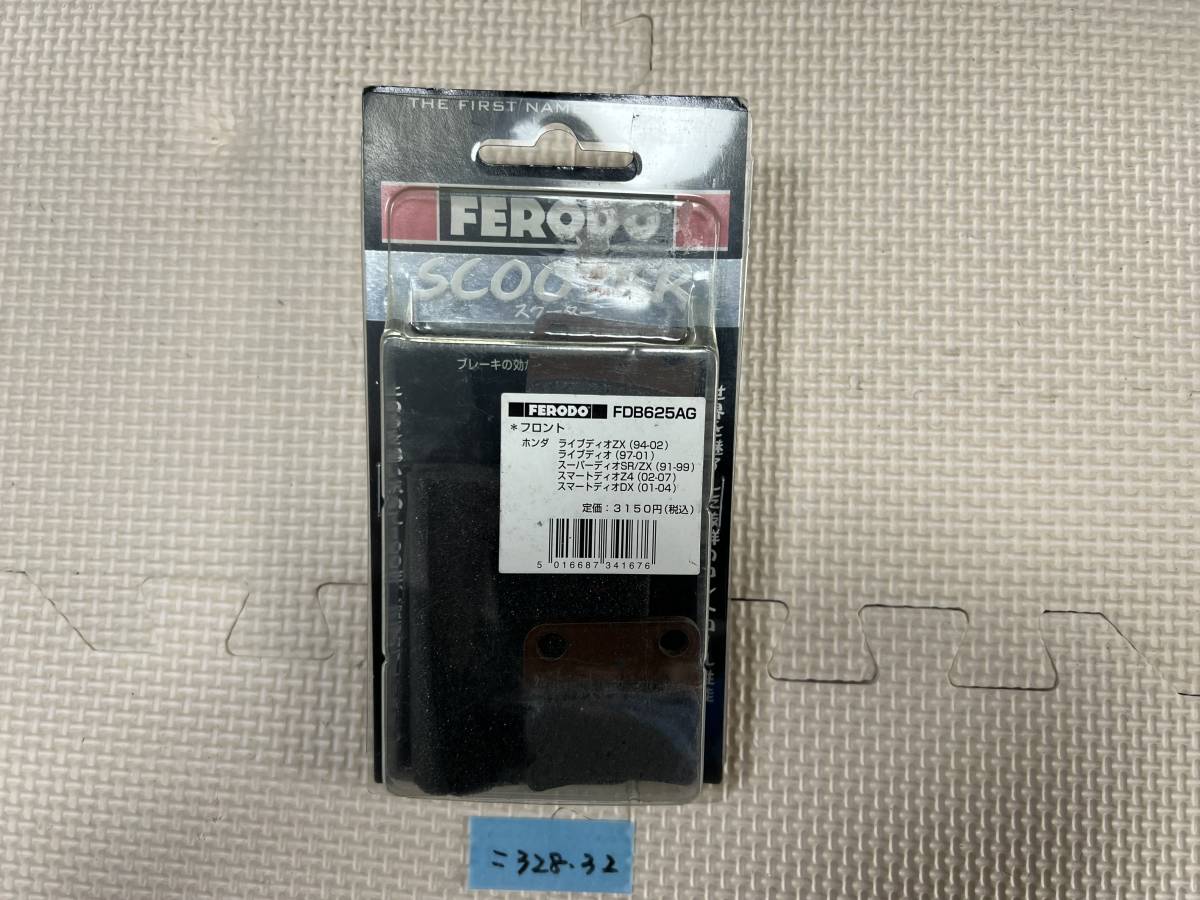 THE FIRST NAME
FERODO
SCOOTER
スクーター
ブレーキの効
FERODO FDB625AG
*フロント
ホンダ ライブディオZX (94-02)
ライブディオ (97-01)
スーパーディオSR/ZX (91-99)
スマートディオZ4 (02-07)
スマートディオDX (01-04)
定価：3150円(税込)
5 016687 341676
ニ328.32